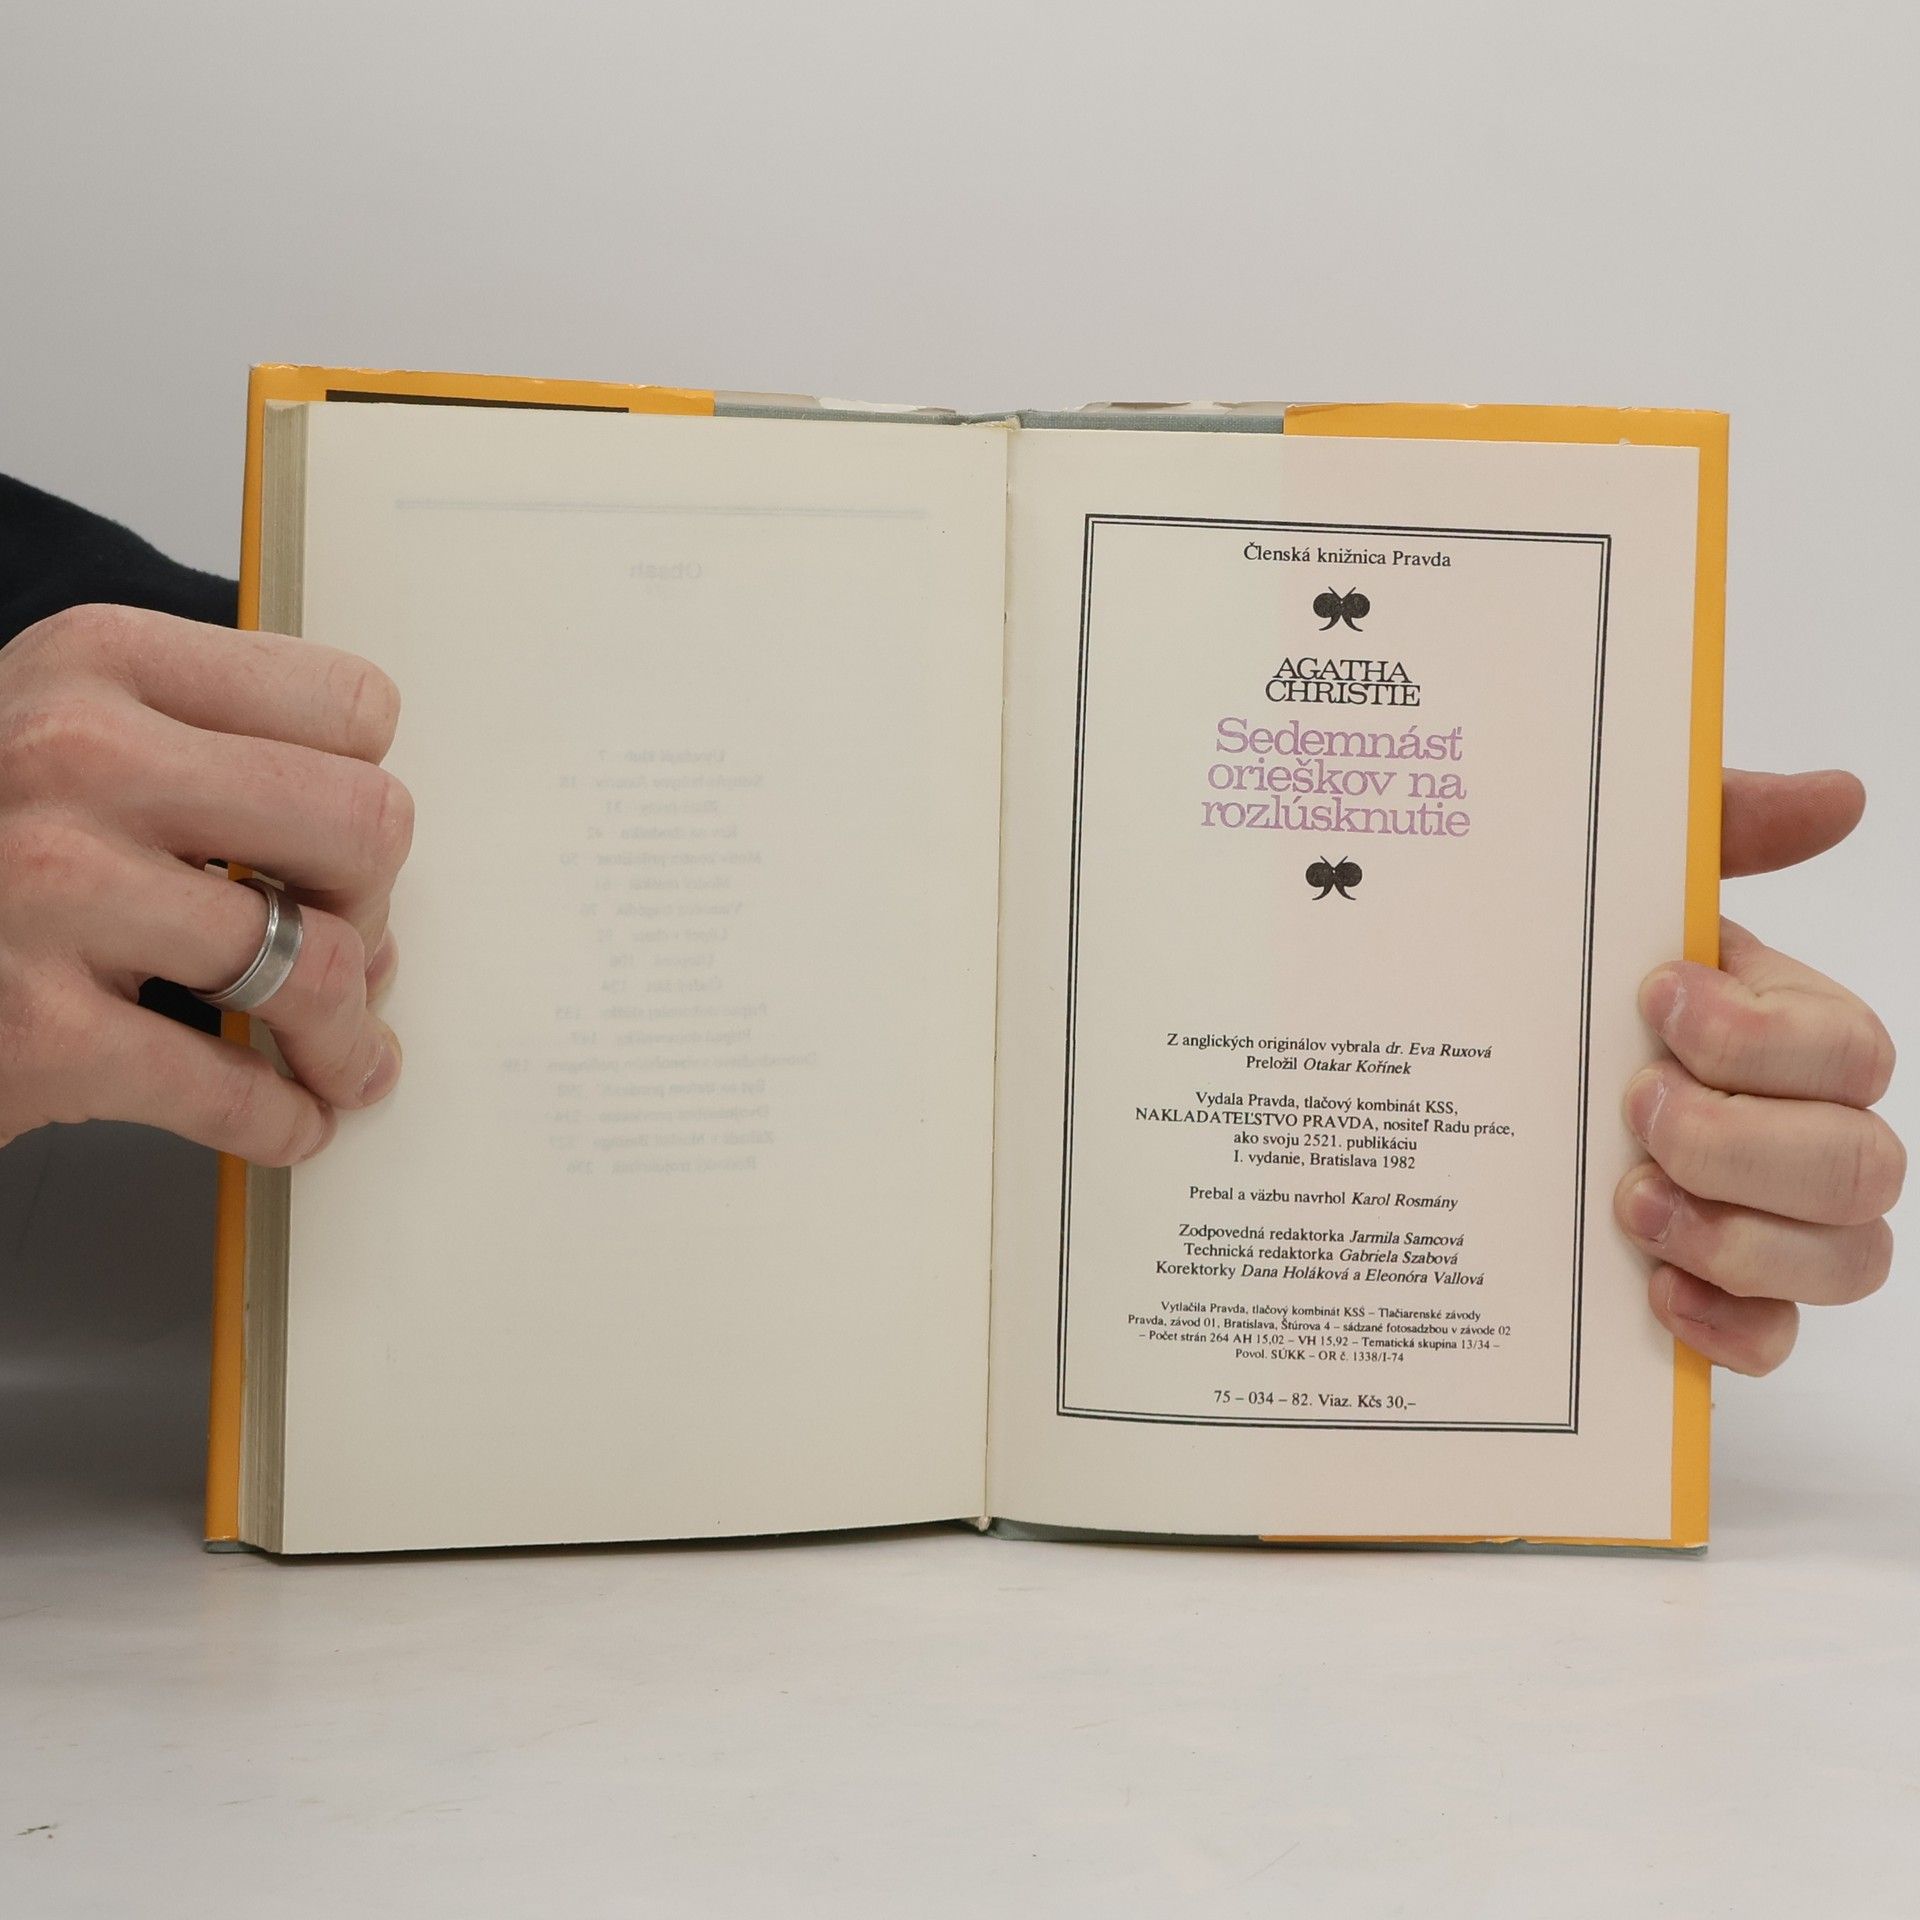 Členská knižnica Pravda
AGATHA
CHRISTIE
Sedemnásť
orieškov na
rozlúsknutie
Z anglických originálov vybrala dr. Eva Ruxová
Preložil Otakar Kořínek
Vydala Pravda, tlačový kombinát KSS,
NAKLADATEĽSTVO PRAVDA, nositeľ Radu práce,
ako svoju 2521. publikáciu
I. vydanie, Bratislava 1982
Prebal a väzbu navrhol Karol Rosmány
Zodpovedná redaktorka Jarmila Samcová
Technická redaktorka Gabriela Szabová
Korektorky Dana Holáková a Eleonóra Vallová
Vytlačila Pravda, tlačový kombinát KSS – Tlačiarenské závody
Pravda, závod 01, Bratislava, Štúrova 4 – sádzané fotosadzbou v závode 02
– Počet strán 264 AH 15,02 – VH 15,92 – Tematická skupina 13/34 –
Povol. SÚKK – OR č. 1338/I-74
75 – 034 – 82. Viaz. Kčs 30,–